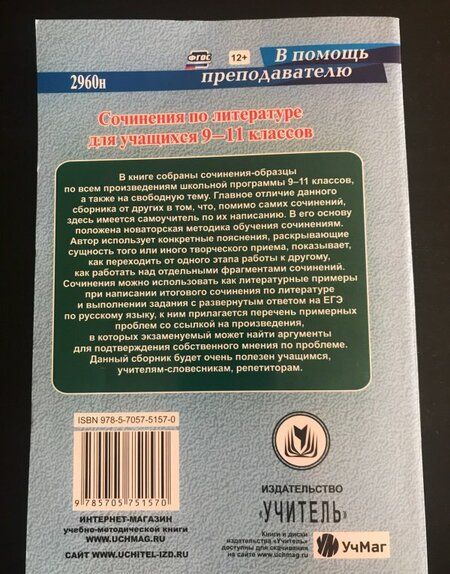 ФГОС
12+
В помощь
преподавателю
2960н
Сочинения по литературе
для учащихся 9–11 классов
В книге собраны сочинения-образцы
по всем произведениям школьной программы 9–11 классов,
а также на свободную тему. Главное отличие данного
сборника от других в том, что, помимо самих сочинений,
здесь имеется самоучитель по их написанию. В его основу
положена новаторская методика обучения сочинениям.
Автор использует конкретные пояснения, раскрывающие
сущность того или иного творческого приема, показывает,
как переходить от одного этапа работы к другому,
как работать над отдельными фрагментами сочинений.
Сочинения можно использовать как литературные примеры
при написании итогового сочинения по литературе
и выполнении задания с развернутым ответом на ЕГЭ
по русскому языку, к ним прилагается перечень примерных
проблем со ссылкой на произведения,
в которых экзаменуемый может найти аргументы
для подтверждения собственного мнения по проблеме.
Данный сборник будет очень полезен учащимся,
учителям-словесникам, репетиторам.
ISBN 978-5-7057-5157-0
9 785705 751570
ИНТЕРНЕТ-МАГАЗИН
учебно-методической книги
WWW.UCHMAG.RU
САЙТ WWW.UCHITEL-IZD.RU
ИЗДАТЕЛЬСТВО
"УЧИТЕЛЬ"
Книги и диски
издательства «Учитель»
доступны для скачивания
на сайте www.uchmag.ru
УчМаг